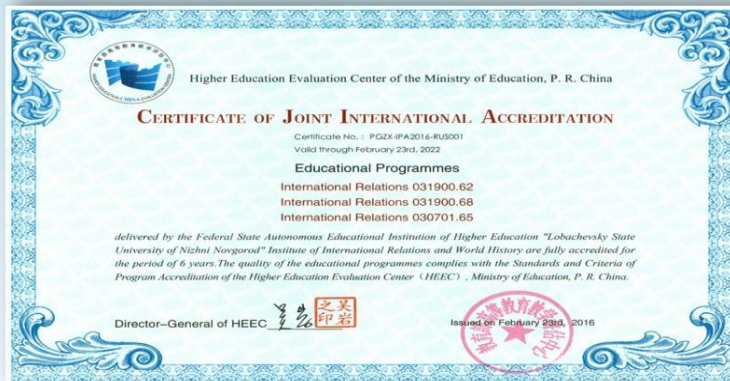 Higher Education Evaluation Center of the Ministry of Education, P. R. China
CERTIFICATE OF JOINT INTERNATIONAL ACCREDITATION
Certificate No. : PGZX-IPA2016-RUS001
Valid through February 23rd, 2022
Educational Programmes
International Relations 031900.62
International Relations 031900.68
International Relations 030701.65
delivered by the Federal State Autonomous Educational Institution of Higher Education "Lobachevsky State
University of Nizhni Novgorod" Institute of International Relations and World History are fully accredited for
the period of 6 years.The quality of the educational programmes complies with the Standards and Criteria of
Program Accreditation of the Higher Education Evaluation Center (HEEC) , Ministry of Education, P. R. China.
Director-General of HEEC
吴岩之印
Issued on February 23rd, 2016